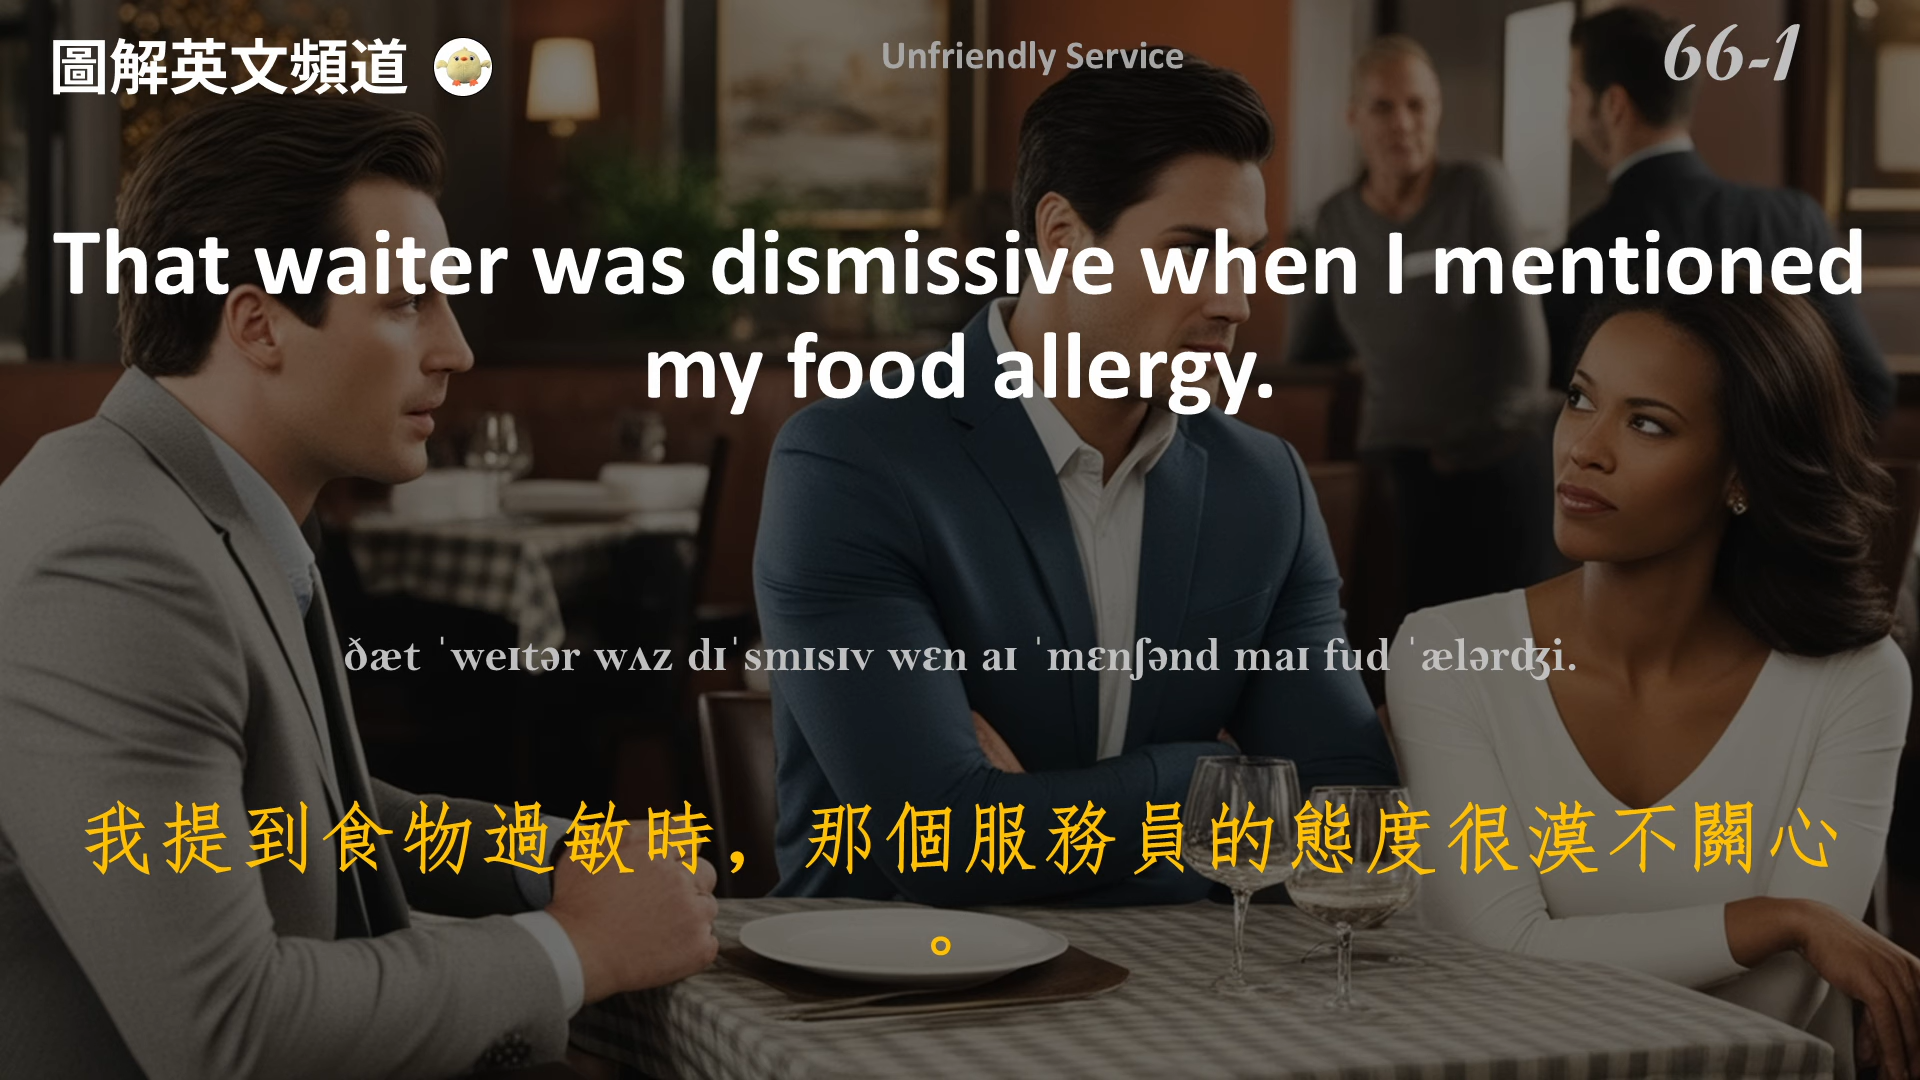 圖解英文頻道
Unfriendly Service
66-1
That waiter was dismissive when I mentioned
my food allergy.
ðæt ˈweɪtər wʌz dɪˈsmɪsɪv wɛn aɪ ˈmɛnʃənd maɪ fud ˈælərʤi.
我提到食物過敏時，那個服務員的態度很漠不關心
。